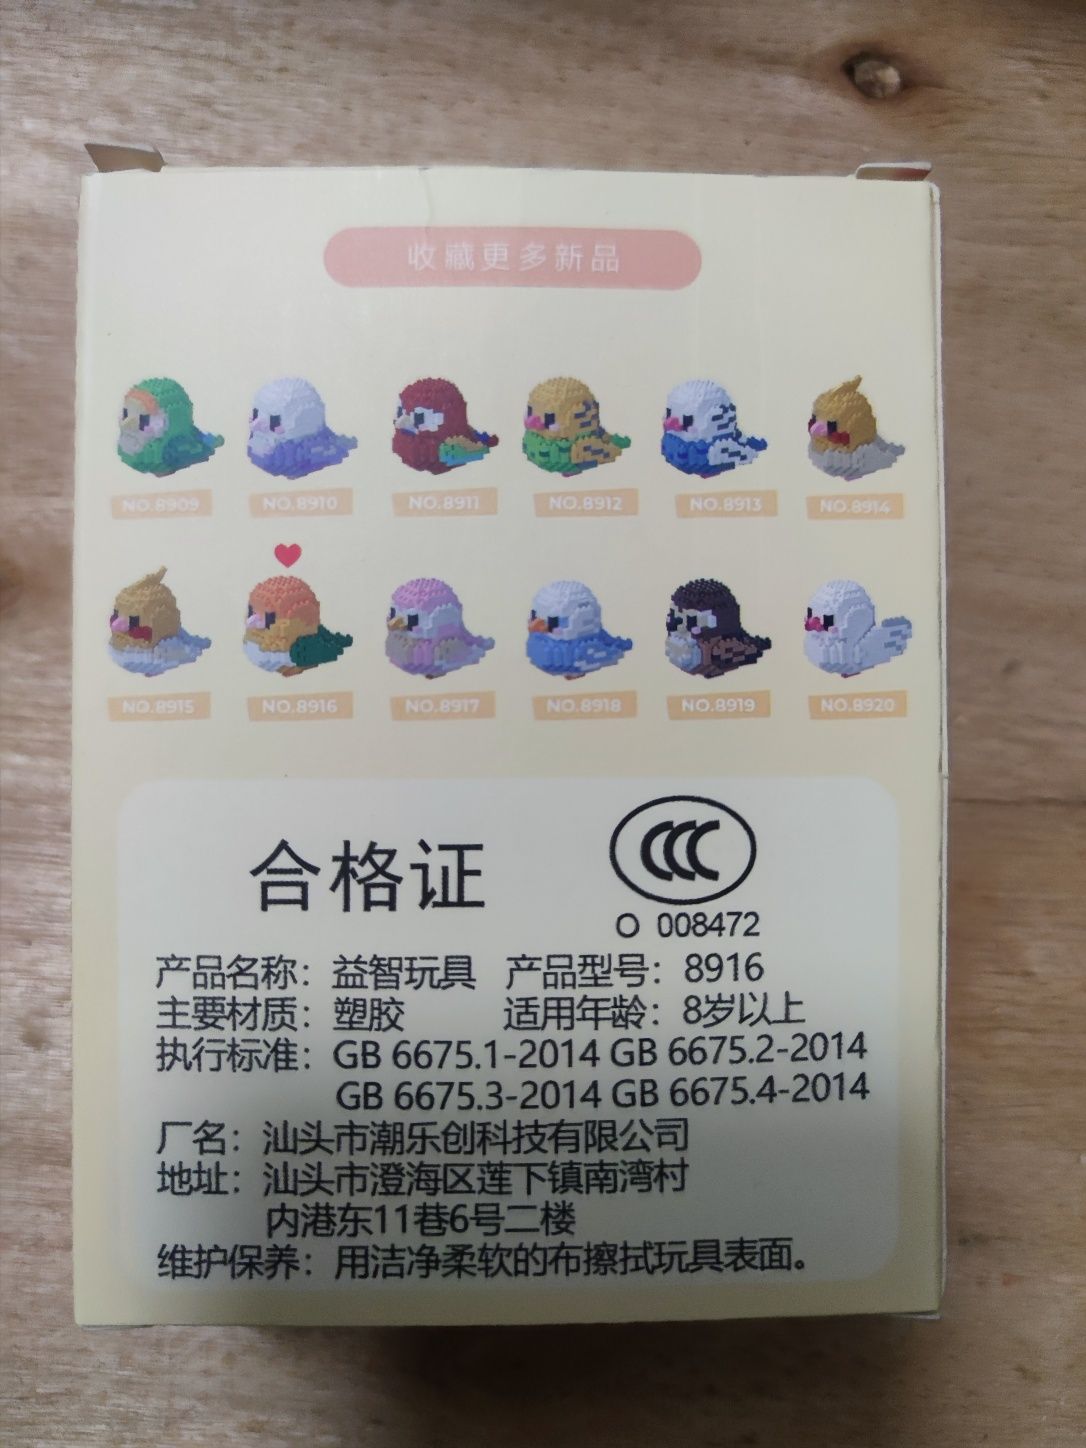 收藏更多新品
NO.8909 NO.8910 NO.8911 NO.8912 NO.8913 NO.8914
NO.8915 NO.8916 NO.8917 NO.8918 NO.8919 NO.8920
合格证
CCC
O 008472
产品名称：益智玩具 产品型号：8916
主要材质：塑胶 适用年龄：8岁以上
执行标准：GB 6675.1-2014 GB 6675.2-2014
GB 6675.3-2014 GB 6675.4-2014
厂名：汕头市潮乐创科技有限公司
地址：汕头市澄海区莲下镇南湾村
内港东11巷6号二楼
维护保养：用洁净柔软的布擦拭玩具表面。